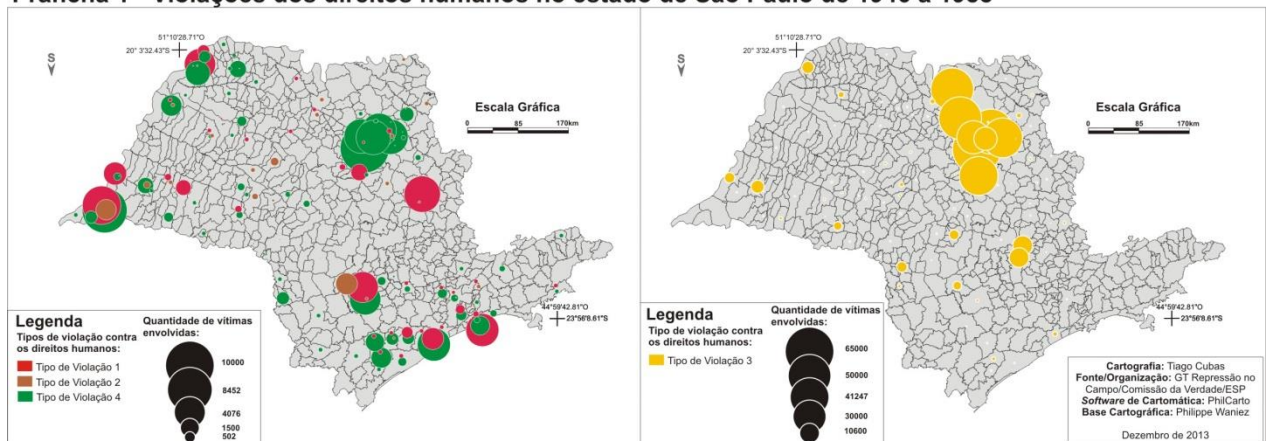 Prancha 1 - Violações dos direitos humanos no estado de São Paulo de 1946 a 1988
51°10'28.71"O
20° 3'32.43"S
S
Escala Gráfica
0 85 170km
44°59'42.81"O
23°56'8.61"S
Legenda
Tipos de violação contra
os direitos humanos:
Tipo de Violação 1
Tipo de Violação 2
Tipo de Violação 4
Quantidade de vítimas
envolvidas:
10000
8452
4076
1500
502
51°10'28.71"O
20° 3'32.43"S
S
Escala Gráfica
0 85 170km
44°59'42.81"O
23°56'8.61"S
Legenda
Tipo de violação contra
os direitos humanos:
Tipo de Violação 3
Quantidade de vítimas
envolvidas:
65000
50000
41247
30000
10600
Cartografia: Tiago Cubas
Fonte/Organização: GT Repressão no
Campo/Comissão da Verdade/ESP
Software de Cartomática: PhilCarto
Base Cartográfica: Philippe Waniez
Dezembro de 2013